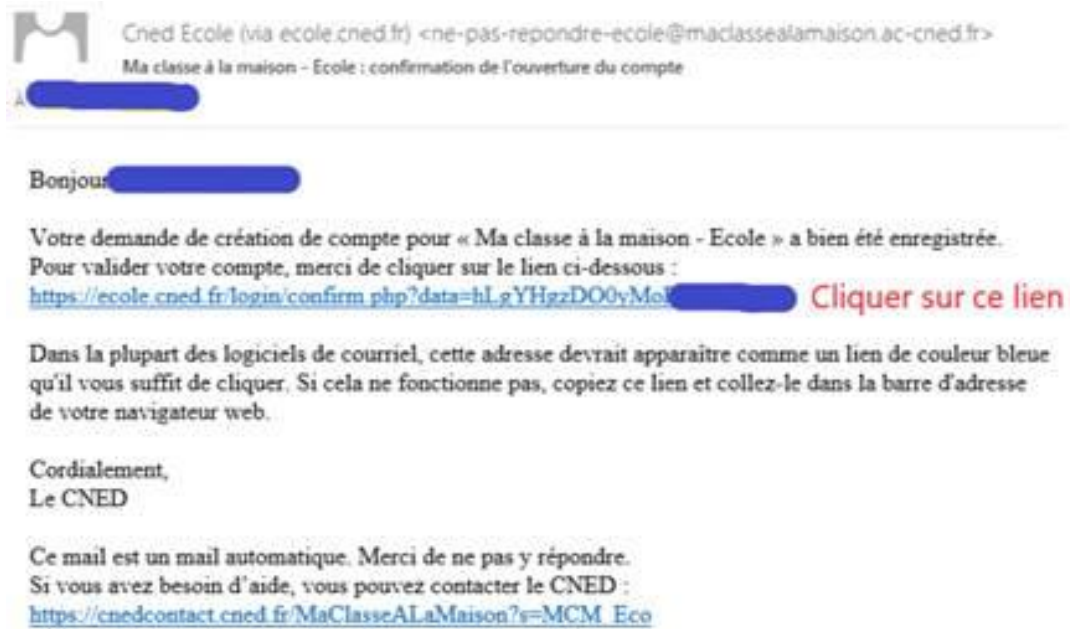 Cned Ecole (via ecole.cned.fr) <ne-pas-repondre-ecole@maclassealamaison.ac-cned.fr>
Ma classe à la maison - Ecole : confirmation de l'ouverture du compte
À
Bonjour
Votre demande de création de compte pour « Ma classe à la maison - Ecole » a bien été enregistrée.
Pour valider votre compte, merci de cliquer sur le lien ci-dessous :
https://ecole.cned.fr/login/confirm.php?data=hLgYHgzDO0yMo Cliquer sur ce lien
Dans la plupart des logiciels de courriel, cette adresse devrait apparaître comme un lien de couleur bleue
qu'il vous suffit de cliquer. Si cela ne fonctionne pas, copiez ce lien et collez-le dans la barre d'adresse
de votre navigateur web.
Cordialement,
Le CNED
Ce mail est un mail automatique. Merci de ne pas y répondre.
Si vous avez besoin d'aide, vous pouvez contacter le CNED :
https://cnedcontact.cned.fr/MaClasseALaMaison?s=MCM_Eco